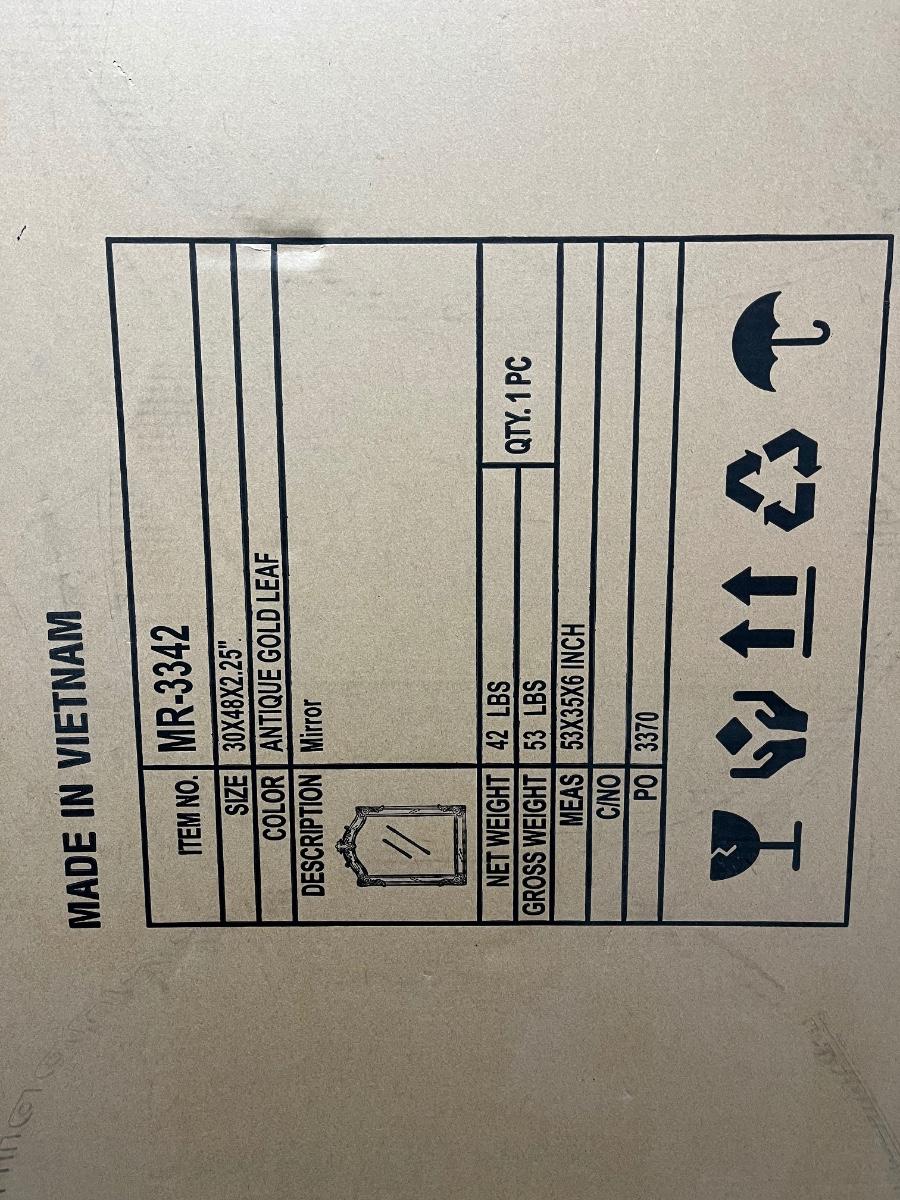 MADE IN VIETNAM
ITEM NO. MR-3342
SIZE 30X48X2.25".
COLOR ANTIQUE GOLD LEAF
DESCRIPTION Mirror
NET WEIGHT 42 LBS QTY. 1 PC
GROSS WEIGHT 53 LBS
MEAS 53X35X6 INCH
C/NO
PO 3370